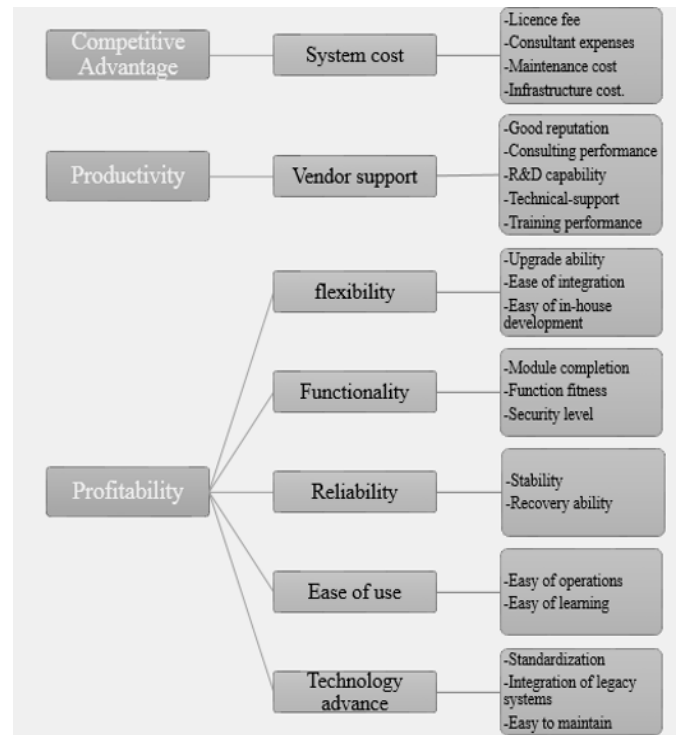 Competitive
Advantage
System cost
-Licence fee
-Consultant expenses
-Maintenance cost
-Infrastructure cost.
Productivity
Vendor support
-Good reputation
-Consulting performance
-R&D capability
-Technical-support
-Training performance
Profitability
flexibility
-Upgrade ability
-Ease of integration
-Easy of in-house
development
Functionality
-Module completion
-Function fitness
-Security level
Reliability
-Stability
-Recovery ability
Ease of use
-Easy of operations
-Easy of learning
Technology
advance
-Standardization
-Integration of legacy
systems
-Easy to maintain